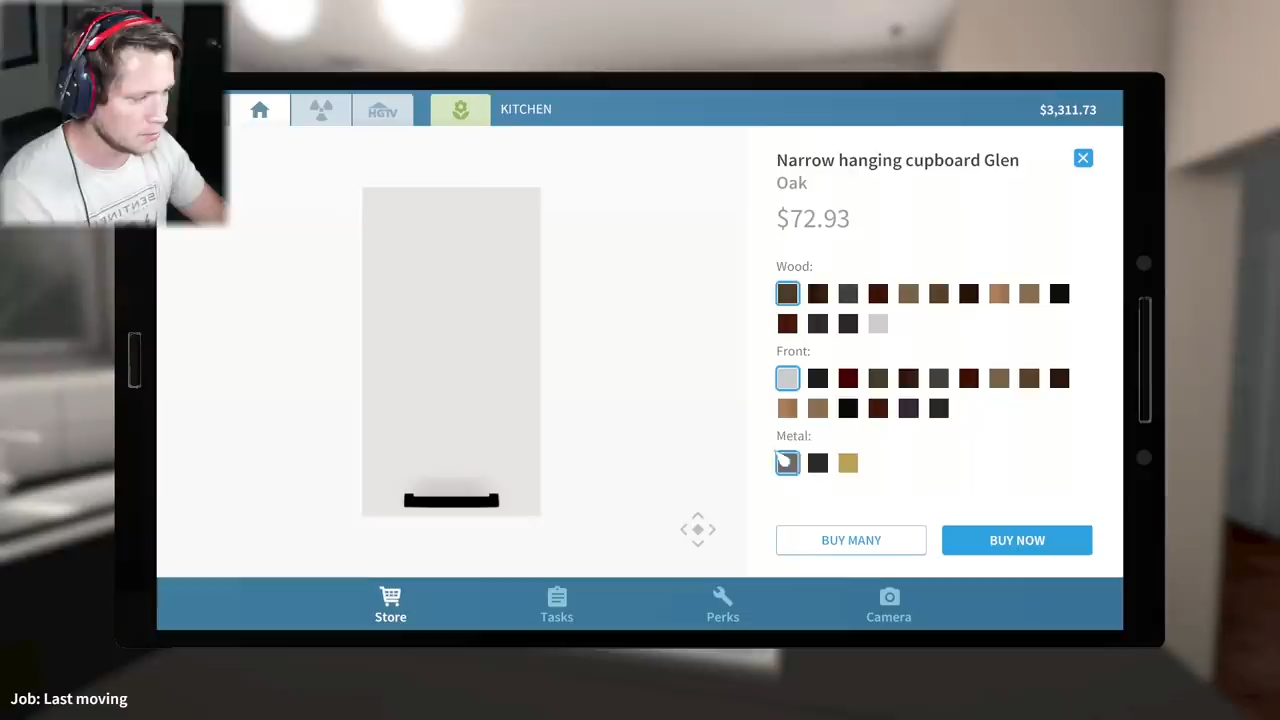 HGTV
KITCHEN
$3,311.73
Narrow hanging cupboard Glen
Oak
$72.93
Wood:
Front:
Metal:
BUY MANY
BUY NOW
Store
Tasks
Perks
Camera
Job: Last moving